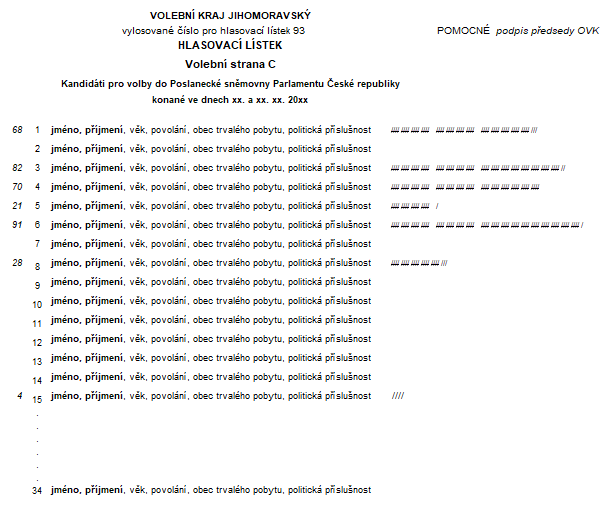 VOLEBNÍ KRAJ JIHOMORAVSKÝ
vylosované číslo pro hlasovací lístek 93 POMOCNÉ podpis předsedy OVK
HLASOVACÍ LÍSTEK
Volební strana C
Kandidáti pro volby do Poslanecké sněmovny Parlamentu České republiky
konané ve dnech xx. a xx. xx. 20xx
68 1 jméno, příjmení, věk, povolání, obec trvalého pobytu, politická příslušnost
2 jméno, příjmení, věk, povolání, obec trvalého pobytu, politická příslušnost
82 3 jméno, příjmení, věk, povolání, obec trvalého pobytu, politická příslušnost
70 4 jméno, příjmení, věk, povolání, obec trvalého pobytu, politická příslušnost
21 5 jméno, příjmení, věk, povolání, obec trvalého pobytu, politická příslušnost /
91 6 jméno, příjmení, věk, povolání, obec trvalého pobytu, politická příslušnost
7 jméno, příjmení, věk, povolání, obec trvalého pobytu, politická příslušnost
28 8 jméno, příjmení, věk, povolání, obec trvalého pobytu, politická příslušnost
9 jméno, příjmení, věk, povolání, obec trvalého pobytu, politická příslušnost
10 jméno, příjmení, věk, povolání, obec trvalého pobytu, politická příslušnost
11 jméno, příjmení, věk, povolání, obec trvalého pobytu, politická příslušnost
12 jméno, příjmení, věk, povolání, obec trvalého pobytu, politická příslušnost
13 jméno, příjmení, věk, povolání, obec trvalého pobytu, politická příslušnost
14 jméno, příjmení, věk, povolání, obec trvalého pobytu, politická příslušnost
4 15 jméno, příjmení, věk, povolání, obec trvalého pobytu, politická příslušnost ////
.
.
.
.
.
.
34 jméno, příjmení, věk, povolání, obec trvalého pobytu, politická příslušnost